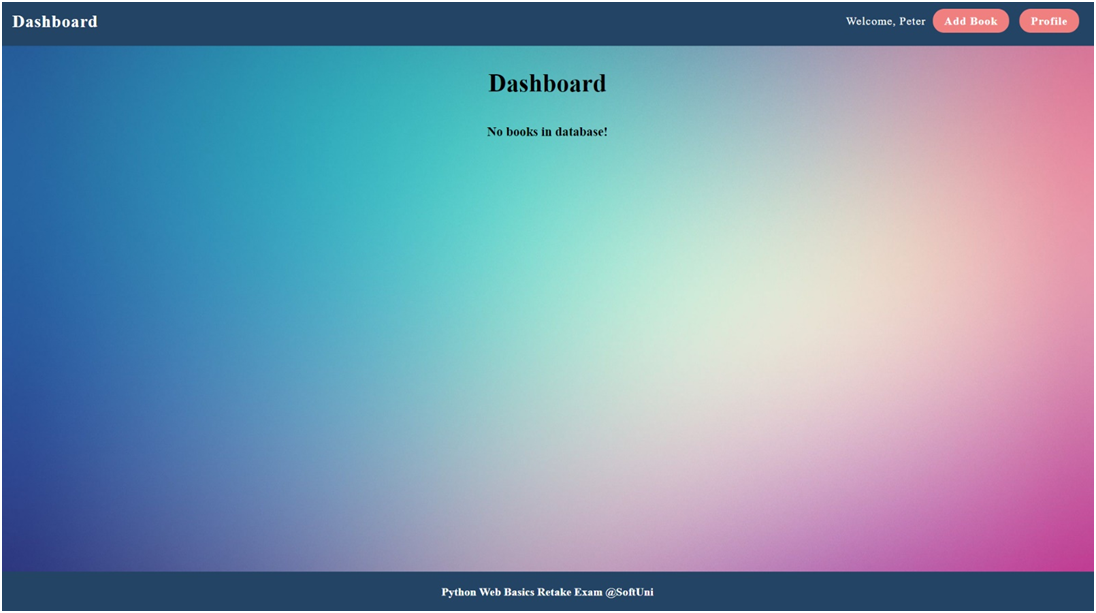 Dashboard
Welcome, Peter Add Book Profile
Dashboard
No books in database!
Python Web Basics Retake Exam @SoftUni